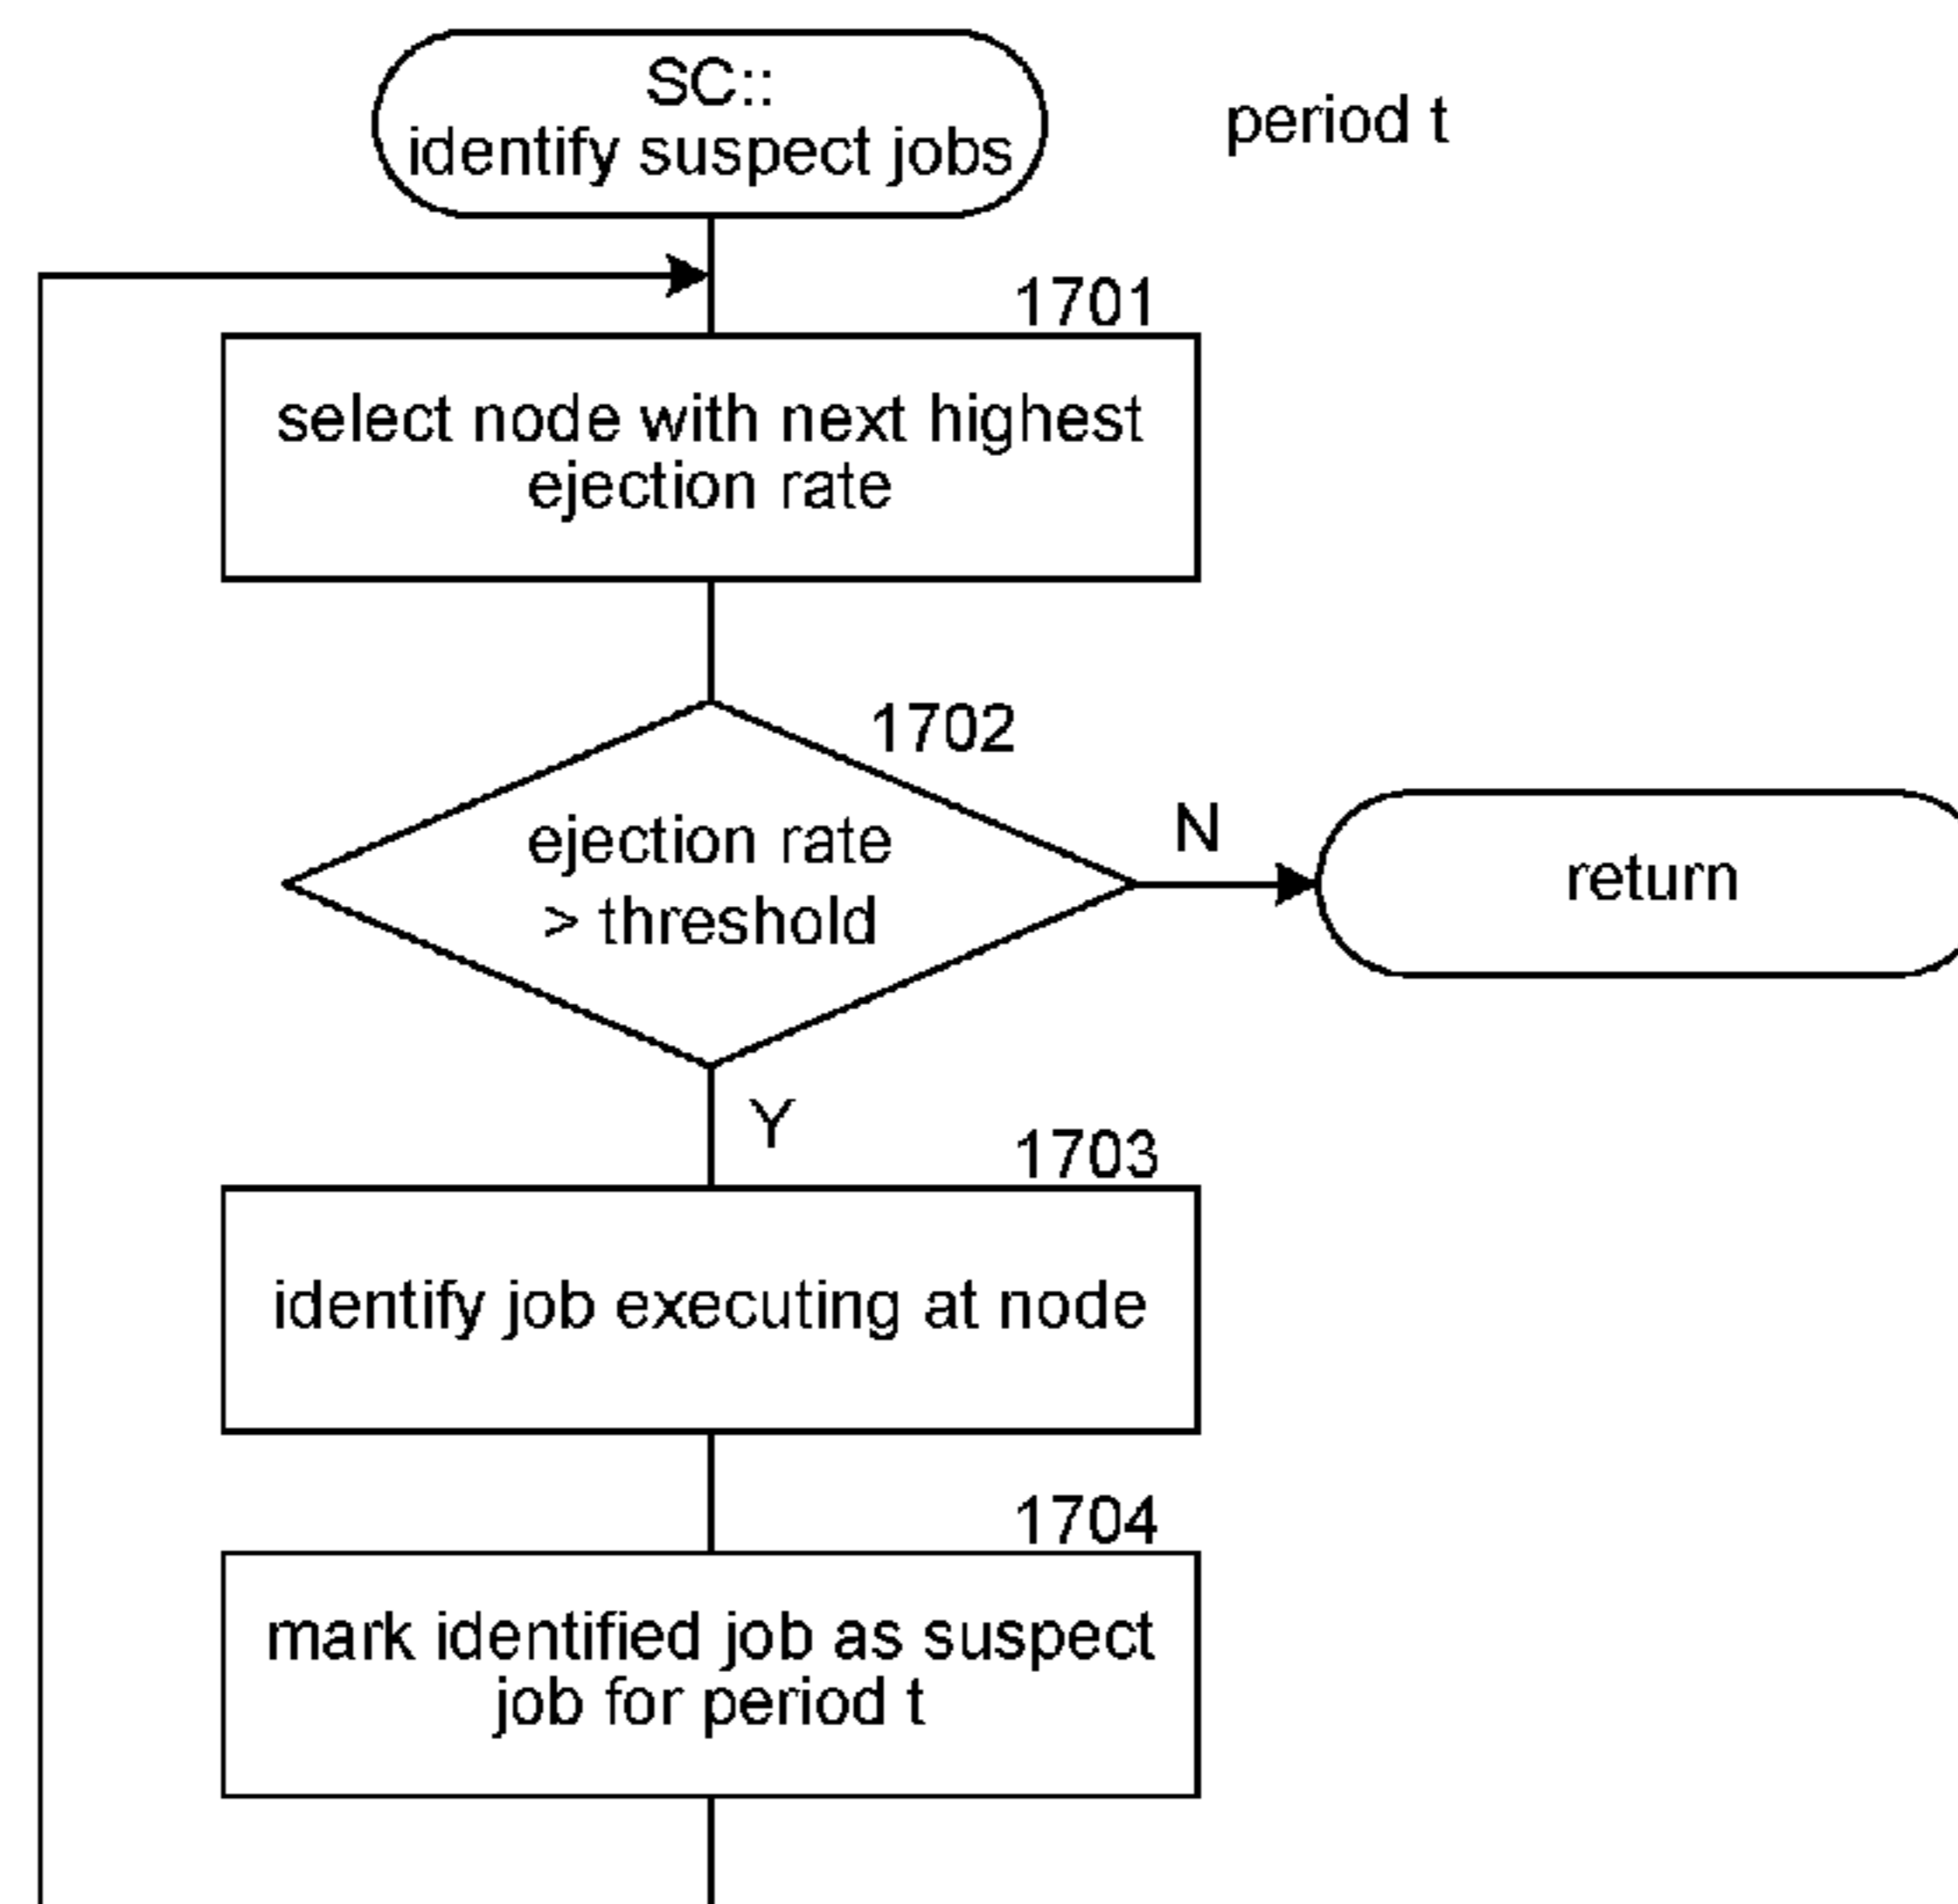 SC::
identify suspect jobs
period t
1701
select node with next highest
ejection rate
1702
ejection rate
> threshold
N
return
Y
1703
identify job executing at node
1704
mark identified job as suspect
job for period t